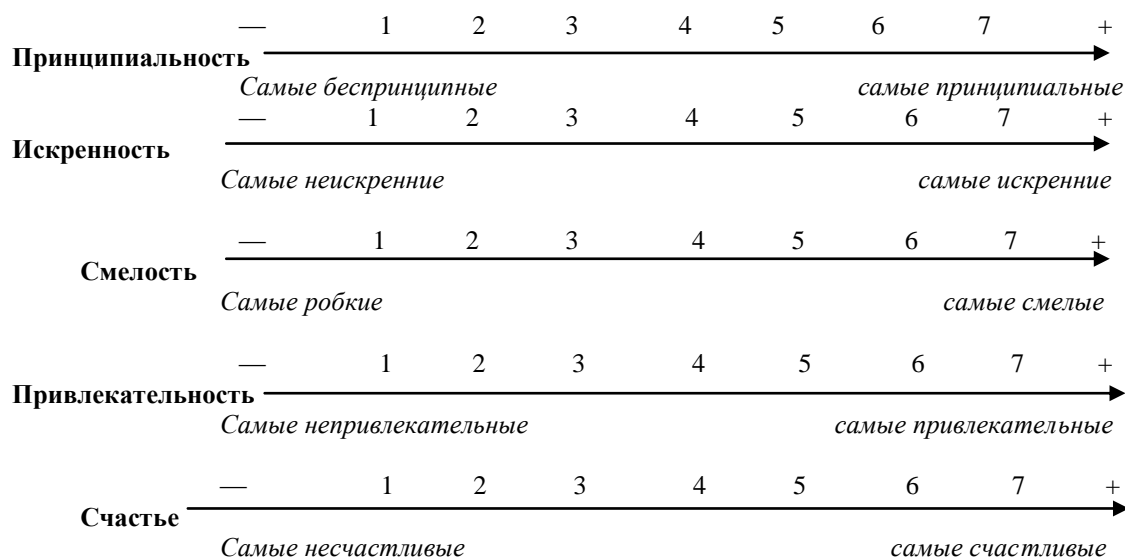 — 1 2 3 4 5 6 7 +
Принципиальность
Самые беспринципные самые принципиальные
— 1 2 3 4 5 6 7 +
Искренность
Самые неискренние самые искренние
— 1 2 3 4 5 6 7 +
Смелость
Самые робкие самые смелые
— 1 2 3 4 5 6 7 +
Привлекательность
Самые непривлекательные самые привлекательные
— 1 2 3 4 5 6 7 +
Счастье
Самые несчастливые самые счастливые